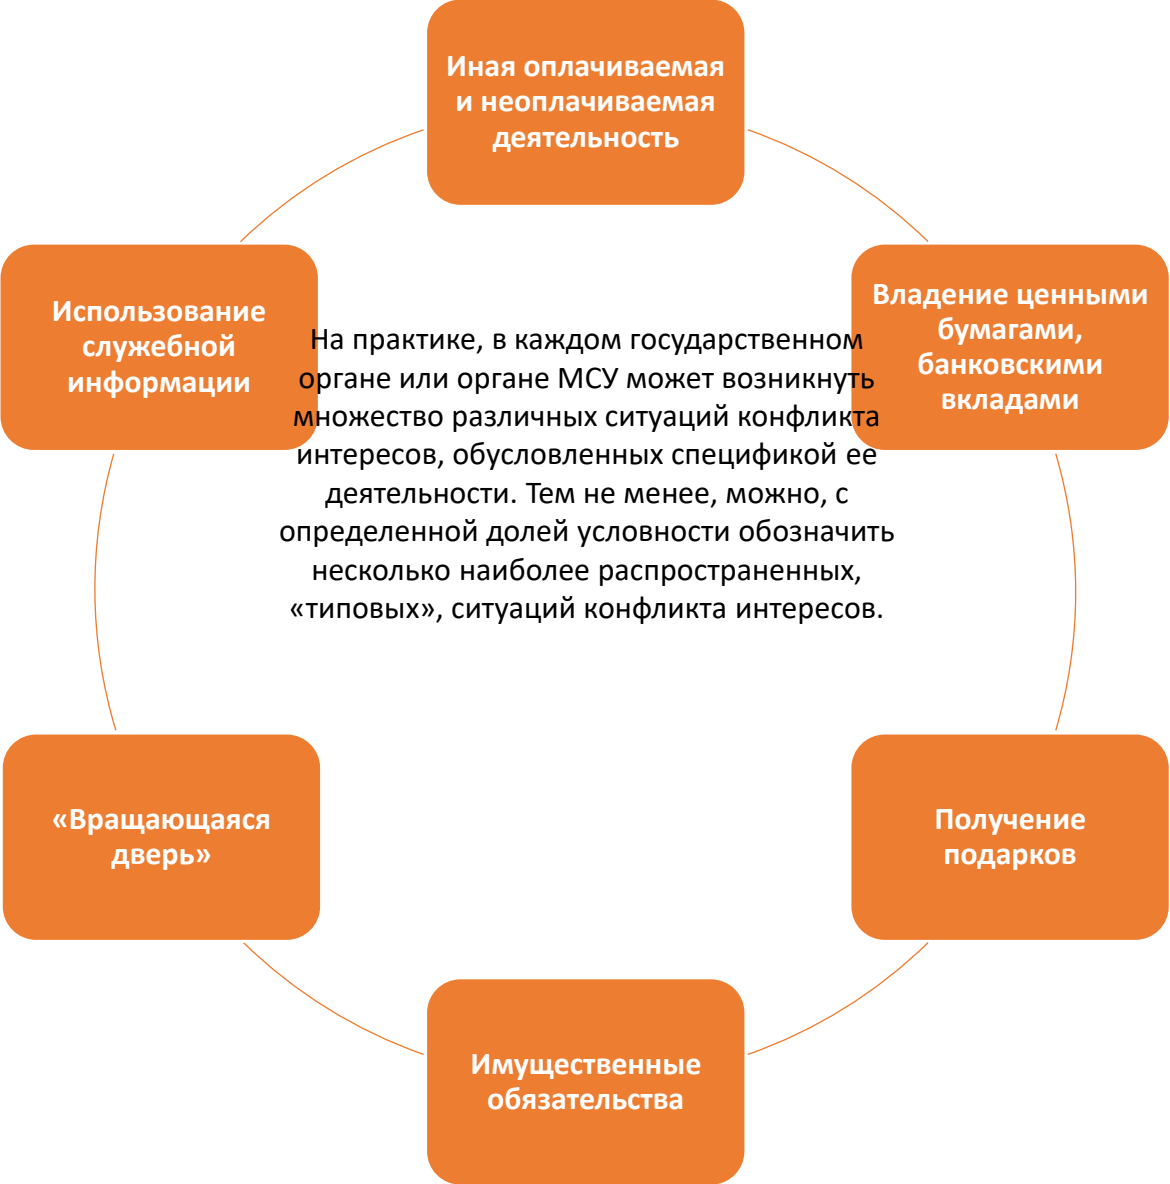 Иная оплачиваемая
и неоплачиваемая
деятельность
Владение ценными
бумагами,
банковскими
вкладами
Получение
подарков
Имущественные
обязательства
«Вращающаяся
дверь»
Использование
служебной
информации
На практике, в каждом государственном
органе или органе МСУ может возникнуть
множество различных ситуаций конфликта
интересов, обусловленных спецификой ее
деятельности. Тем не менее, можно, с
определенной долей условности обозначить
несколько наиболее распространенных,
«типовых», ситуаций конфликта интересов.